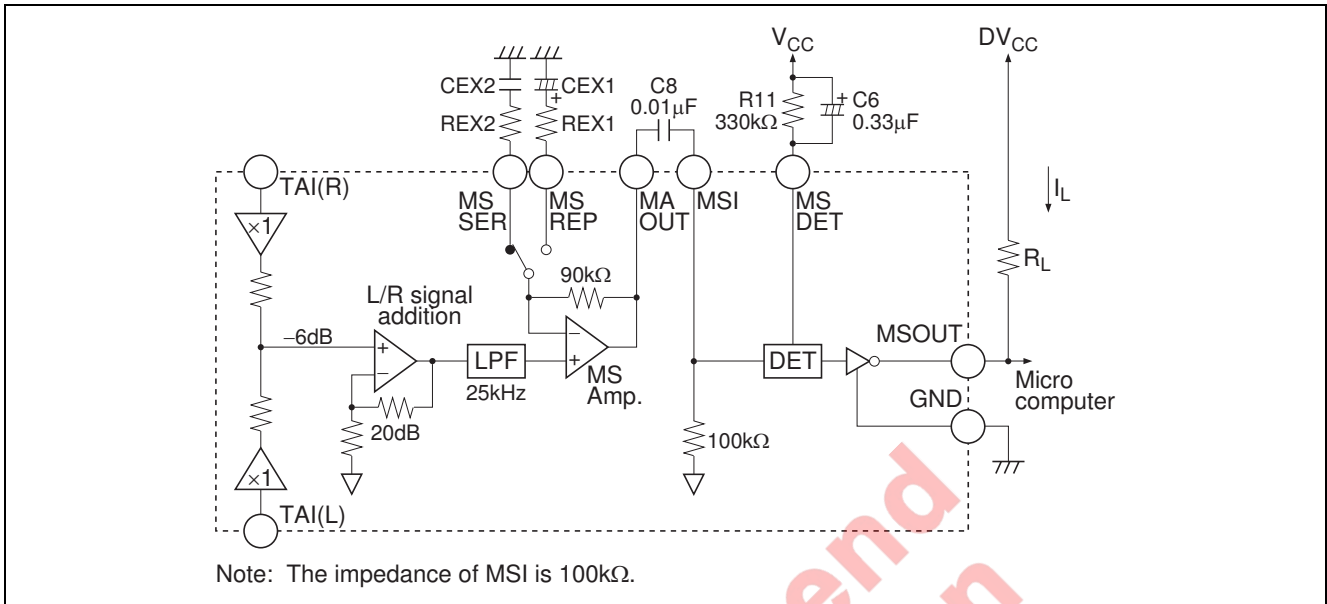 VCC
DVCC
CEX2
CEX1
+
REX2
REX1
C8
0.01μF
R11
330kΩ
+
C6
0.33μF
TAI(R)
MS
SER
MS
REP
MA
OUT
MSI
MS
DET
IL
RL
×1
90kΩ
L/R signal
addition
−6dB
+
−
20dB
LPF
25kHz
−
+
MS
Amp.
DET
MSOUT
Micro
computer
GND
100kΩ
×1
TAI(L)
Note: The impedance of MSI is 100kΩ.